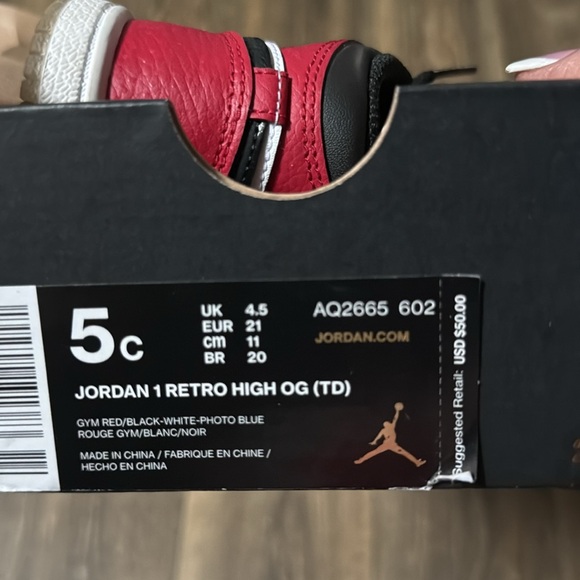 5c
UK 4.5
EUR 21
cm 11
BR 20
AQ2665 602
JORDAN.COM
JORDAN 1 RETRO HIGH OG (TD)
GYM RED/BLACK-WHITE-PHOTO BLUE
ROUGE GYM/BLANC/NOIR
MADE IN CHINA / FABRIQUE EN CHINE /
HECHO EN CHINA
Suggested Retail: USD $50.00